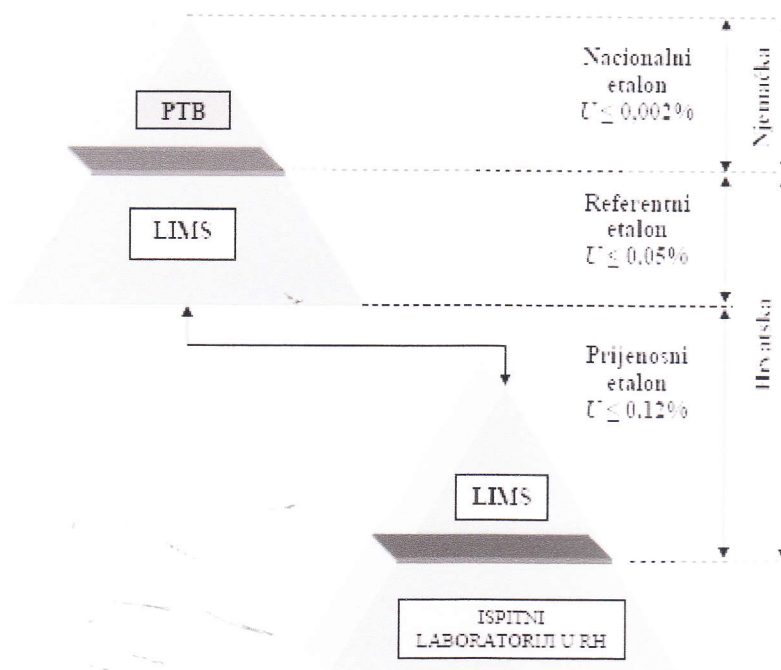 PTB
Nacionalni
etalon
U ≤ 0.002%
Njemačka
LIMS
Referentni
etalon
U ≤ 0.05%
Hrvatska
Prijenosni
etalon
U ≤ 0.12%
LIMS
ISPITNI
LABORATORIJI U RH